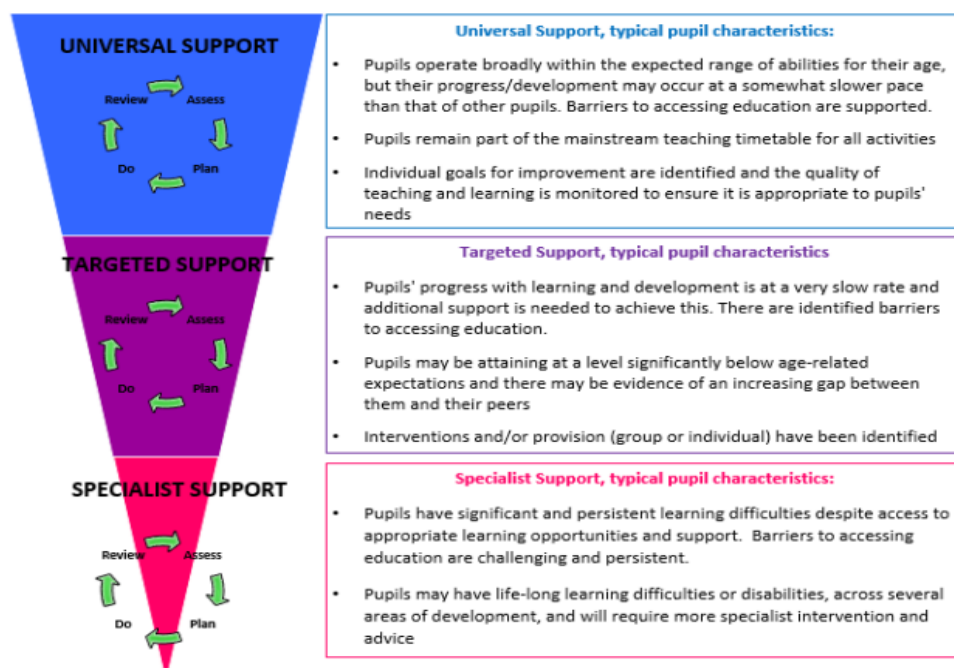 UNIVERSAL SUPPORT
Review
Assess
Do
Plan
Universal Support, typical pupil characteristics:
• Pupils operate broadly within the expected range of abilities for their age,
but their progress/development may occur at a somewhat slower pace
than that of other pupils. Barriers to accessing education are supported.
• Pupils remain part of the mainstream teaching timetable for all activities
• Individual goals for improvement are identified and the quality of
teaching and learning is monitored to ensure it is appropriate to pupils'
needs
TARGETED SUPPORT
Review
Assess
Do
Plan
Targeted Support, typical pupil characteristics
• Pupils' progress with learning and development is at a very slow rate and
additional support is needed to achieve this. There are identified barriers
to accessing education.
• Pupils may be attaining at a level significantly below age-related
expectations and there may be evidence of an increasing gap between
them and their peers
• Interventions and/or provision (group or individual) have been identified
SPECIALIST SUPPORT
Review
Assess
Do
Plan
Specialist Support, typical pupil characteristics:
• Pupils have significant and persistent learning difficulties despite access to
appropriate learning opportunities and support.  Barriers to accessing
education are challenging and persistent.
• Pupils may have life-long learning difficulties or disabilities, across several
areas of development, and will require more specialist intervention and
advice